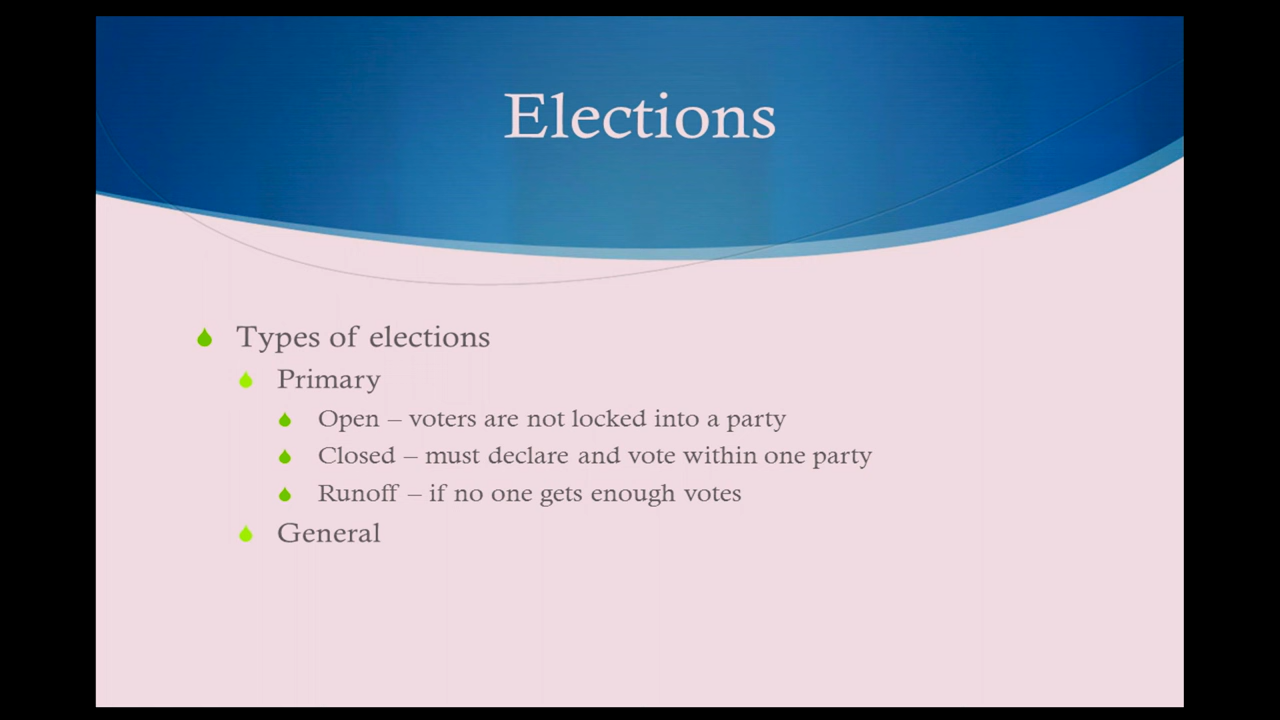 Elections
Types of elections
Primary
Open – voters are not locked into a party
Closed – must declare and vote within one party
Runoff – if no one gets enough votes
General